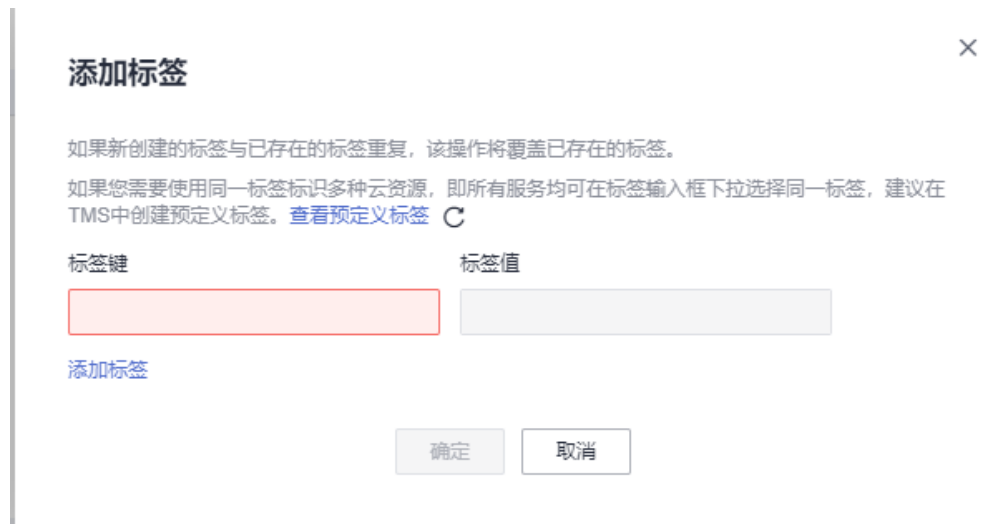 添加标签
如果新创建的标签与已存在的标签重复，该操作将覆盖已存在的标签。
如果您需要使用同一标签标识多种云资源，即所有服务均可在标签输入框下拉选择同一标签，建议在
TMS中创建预定义标签。查看预定义标签
标签键 标签值
添加标签
确定 取消